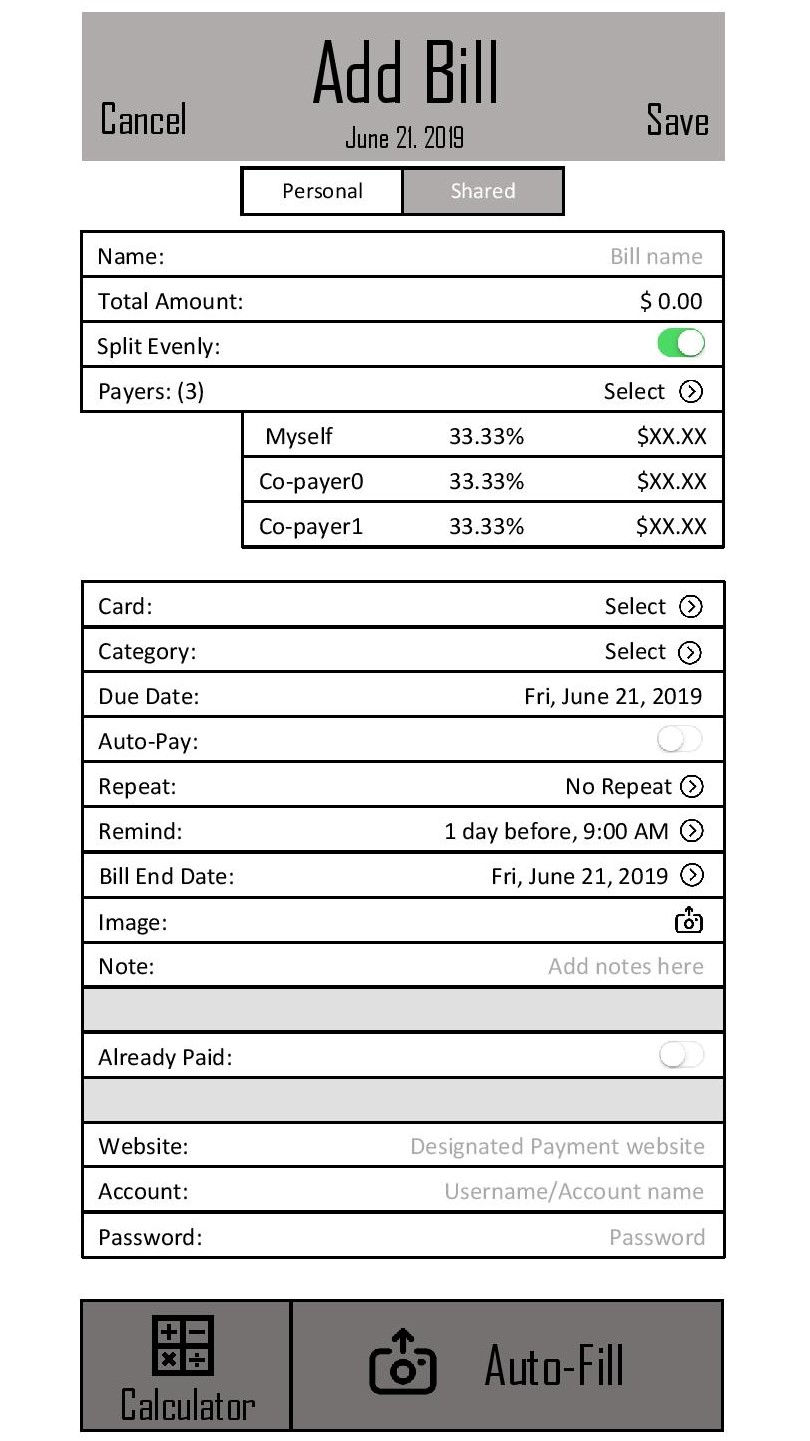 Add Bill
Cancel
Save
June 21. 2019
Personal Shared
Name: Bill name
Total Amount: $ 0.00
Split Evenly:
Payers: (3) Select
Myself 33.33% $XX.XX
Co-payer0 33.33% $XX.XX
Co-payer1 33.33% $XX.XX
Card: Select
Category: Select
Due Date: Fri, June 21, 2019
Auto-Pay:
Repeat: No Repeat
Remind: 1 day before, 9:00 AM
Bill End Date: Fri, June 21, 2019
Image:
Note: Add notes here
Already Paid:
Website: Designated Payment website
Account: Username/Account name
Password: Password
Calculator
Auto-Fill